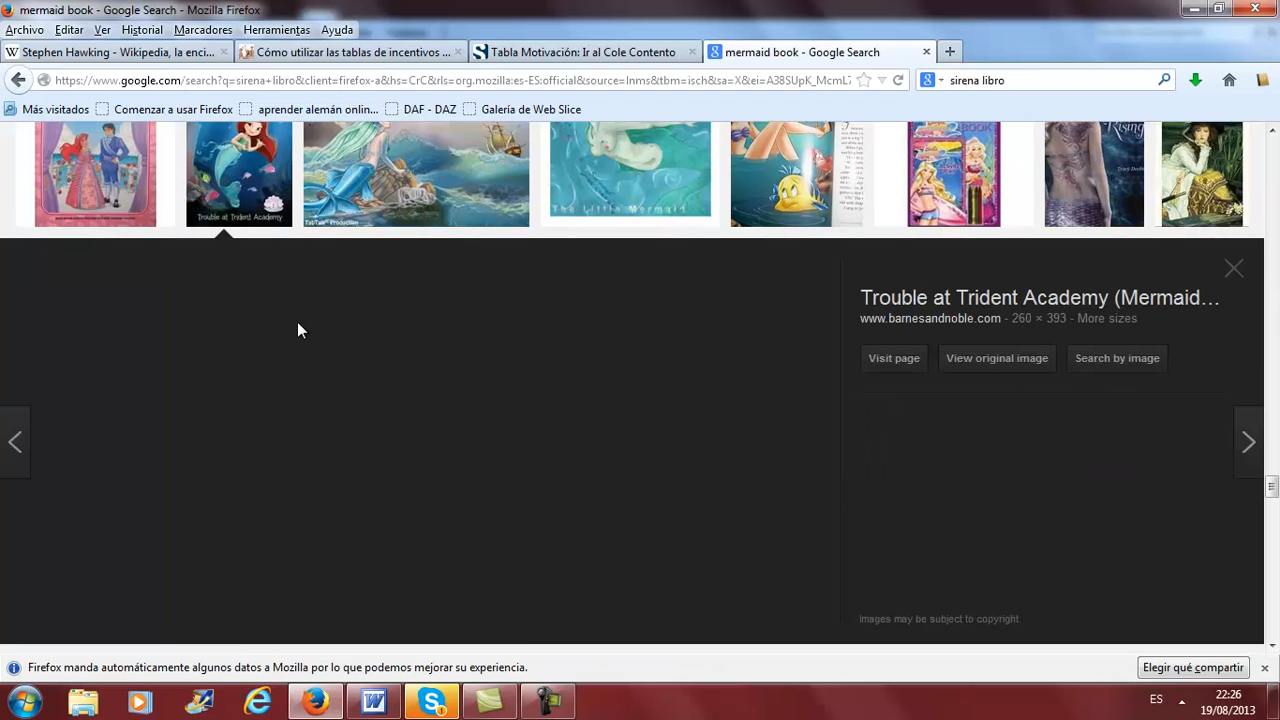 mermaid book - Google Search - Mozilla Firefox
Archivo Editar Ver Historial Marcadores Herramientas Ayuda
Stephen Hawking - Wikipedia, la enci... Cómo utilizar las tablas de incentivos ... Tabla Motivación: Ir al Cole Contento mermaid book - Google Search
https://www.google.com/search?q=sirena+libro&client=firefox-a&hs=CrC&rls=org.mozilla:es-ES:official&source=lnms&tbm=isch&sa=X&ei=A38SUpK_McmL7 sirena libro
Más visitados Comenzar a usar Firefox aprender alemán onlin... DAF - DAZ Galería de Web Slice
BOOK
Rising
Trouble at Trident Academy
The Little Mermaid
Trouble at Trident Academy (Mermaid...
www.barnesandnoble.com - 260 × 393 - More sizes
Visit page View original image Search by image
Images may be subject to copyright.
Firefox manda automáticamente algunos datos a Mozilla por lo que podemos mejorar su experiencia. Elegir qué compartir
ES
22:26
19/08/2013